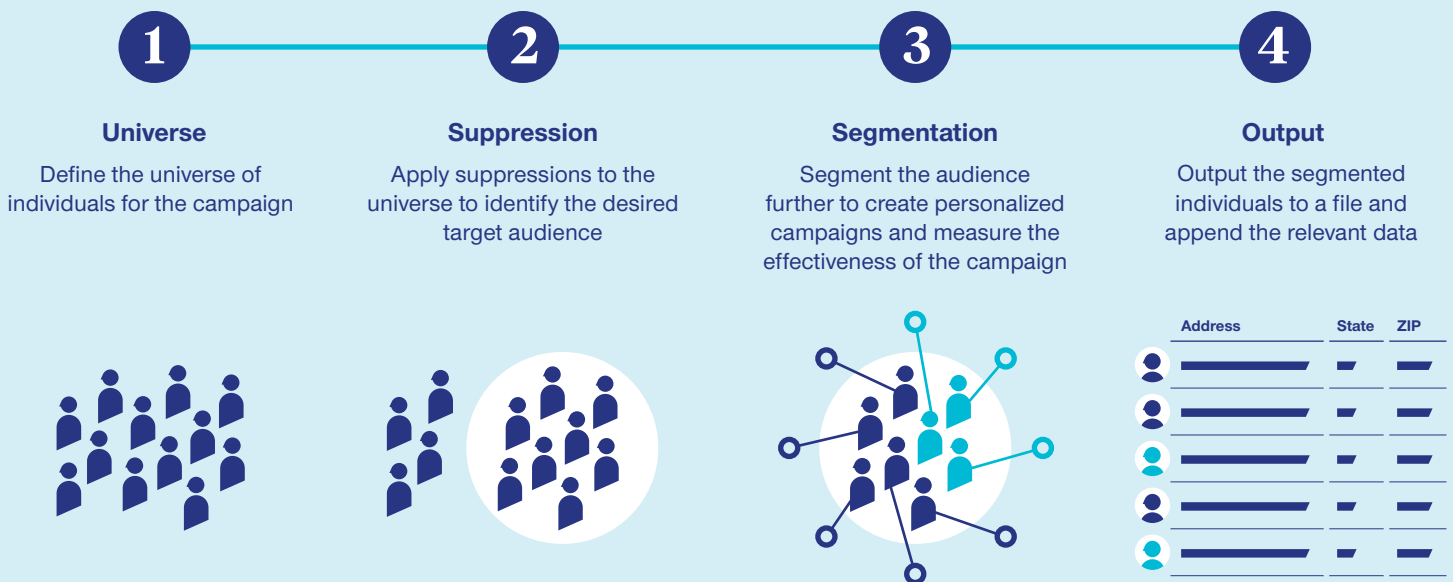 1
2
3
4
Universe
Define the universe of
individuals for the campaign
Suppression
Apply suppressions to the
universe to identify the desired
target audience
Segmentation
Segment the audience
further to create personalized
campaigns and measure the
effectiveness of the campaign
Output
Output the segmented
individuals to a file and
append the relevant data
Address State ZIP